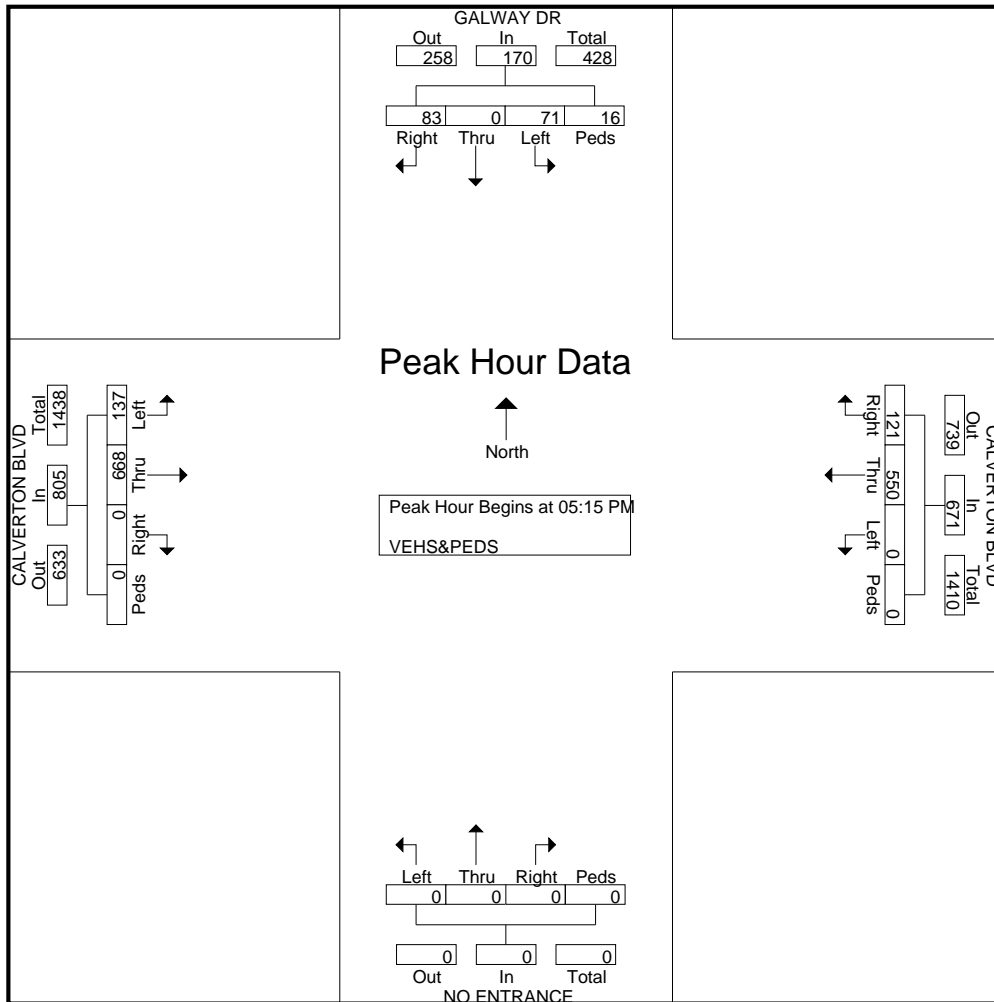 GALWAY DR
Out In Total
258 170 428
83 0 71 16
Right Thru Left Peds
Peak Hour Data
North
Peak Hour Begins at 05:15 PM
VEHS&PEDS
CALVERTON BLVD
Out In Total
633 805 1438
0 0 668 137
Peds Right Thru Left
CALVERTON BLVD
Out In Total
739 671 1410
121 550 0 0
Right Thru Left Peds
Left Thru Right Peds
0 0 0 0
0 0 0
Out In Total
NO ENTRANCE